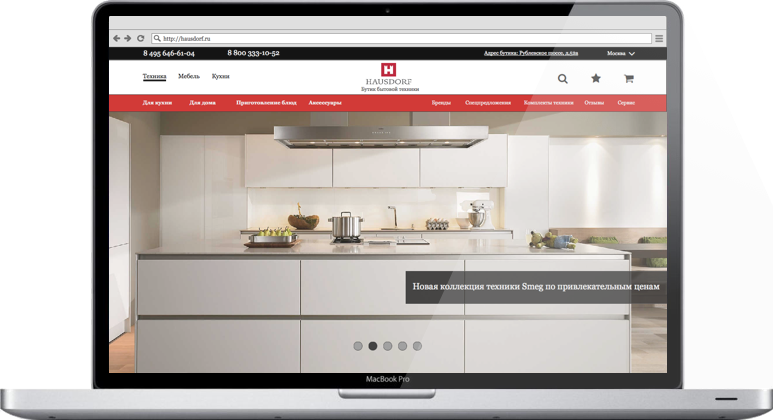 http://hausdorf.ru
8 495 646-61-04 8 800 333-10-52 Адрес бутика: Рублевское шоссе, Москва
Техника Мебель Кухни
H
HAUSDORF
Бутик бытовой техники
Для кухни Для дома Приготовление блюд Аксессуары Бренды Спецпредложения Комплекты техники Отзывы Сервис
Новая коллекция техники Smeg по привлекательным ценам
MacBook Pro